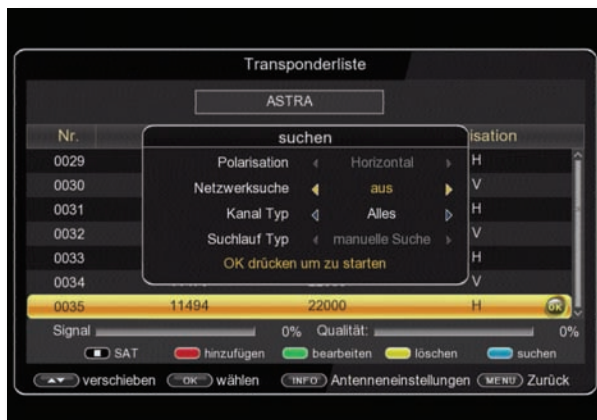 Transponderliste
ASTRA
Nr. isation
suchen
0029 H
Polarisation Horizontal
0030 V
Netzwerksuche aus
0031 H
Kanal Typ Alles
0032 V
Suchlauf Typ manuelle Suche
0033 H
OK drücken um zu starten
0034 V
0035 11494 22000 H OK
Signal 0% Qualität: 0%
SAT hinzufügen bearbeiten löschen suchen
verschieben OK wählen INFO Antenneneinstellungen MENU Zurück